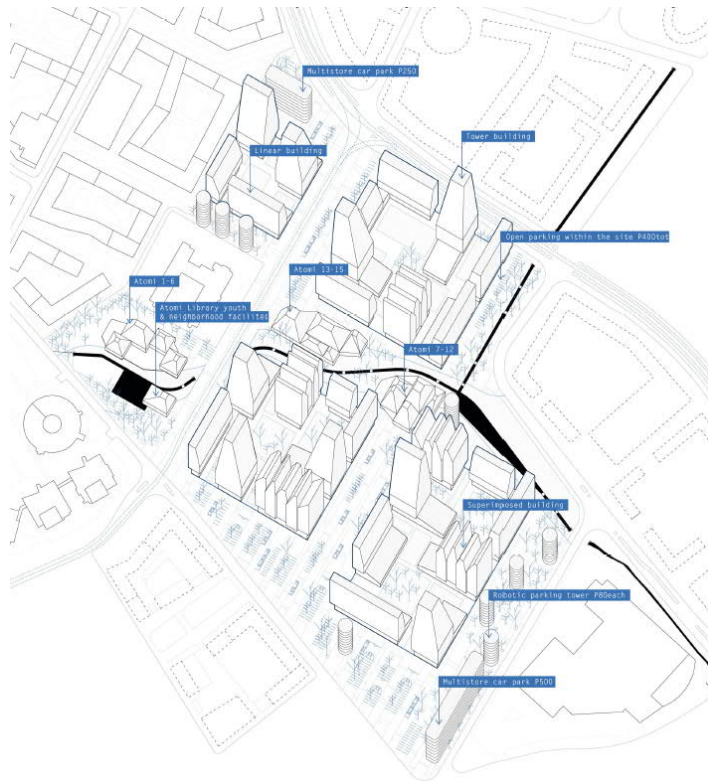 Multistore car park P250
Tower building
Linear building
Open parking within the site P400tot
Atomi 13-15
Atomi 1-6
Atomi Library youth
& neighborhood facilites
Atomi 7-12
Superimposed building
Robotic parking tower P80each
Multistore car park P500